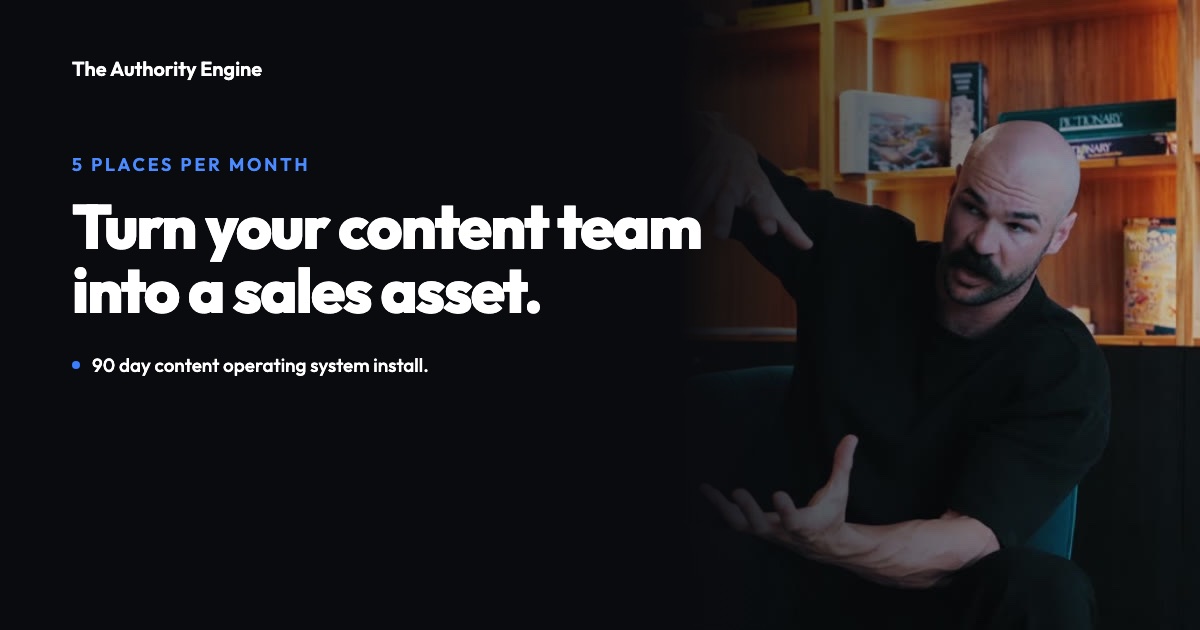 The Authority Engine
5 PLACES PER MONTH
Turn your content team
into a sales asset.
90 day content operating system install.
PICTIONARY